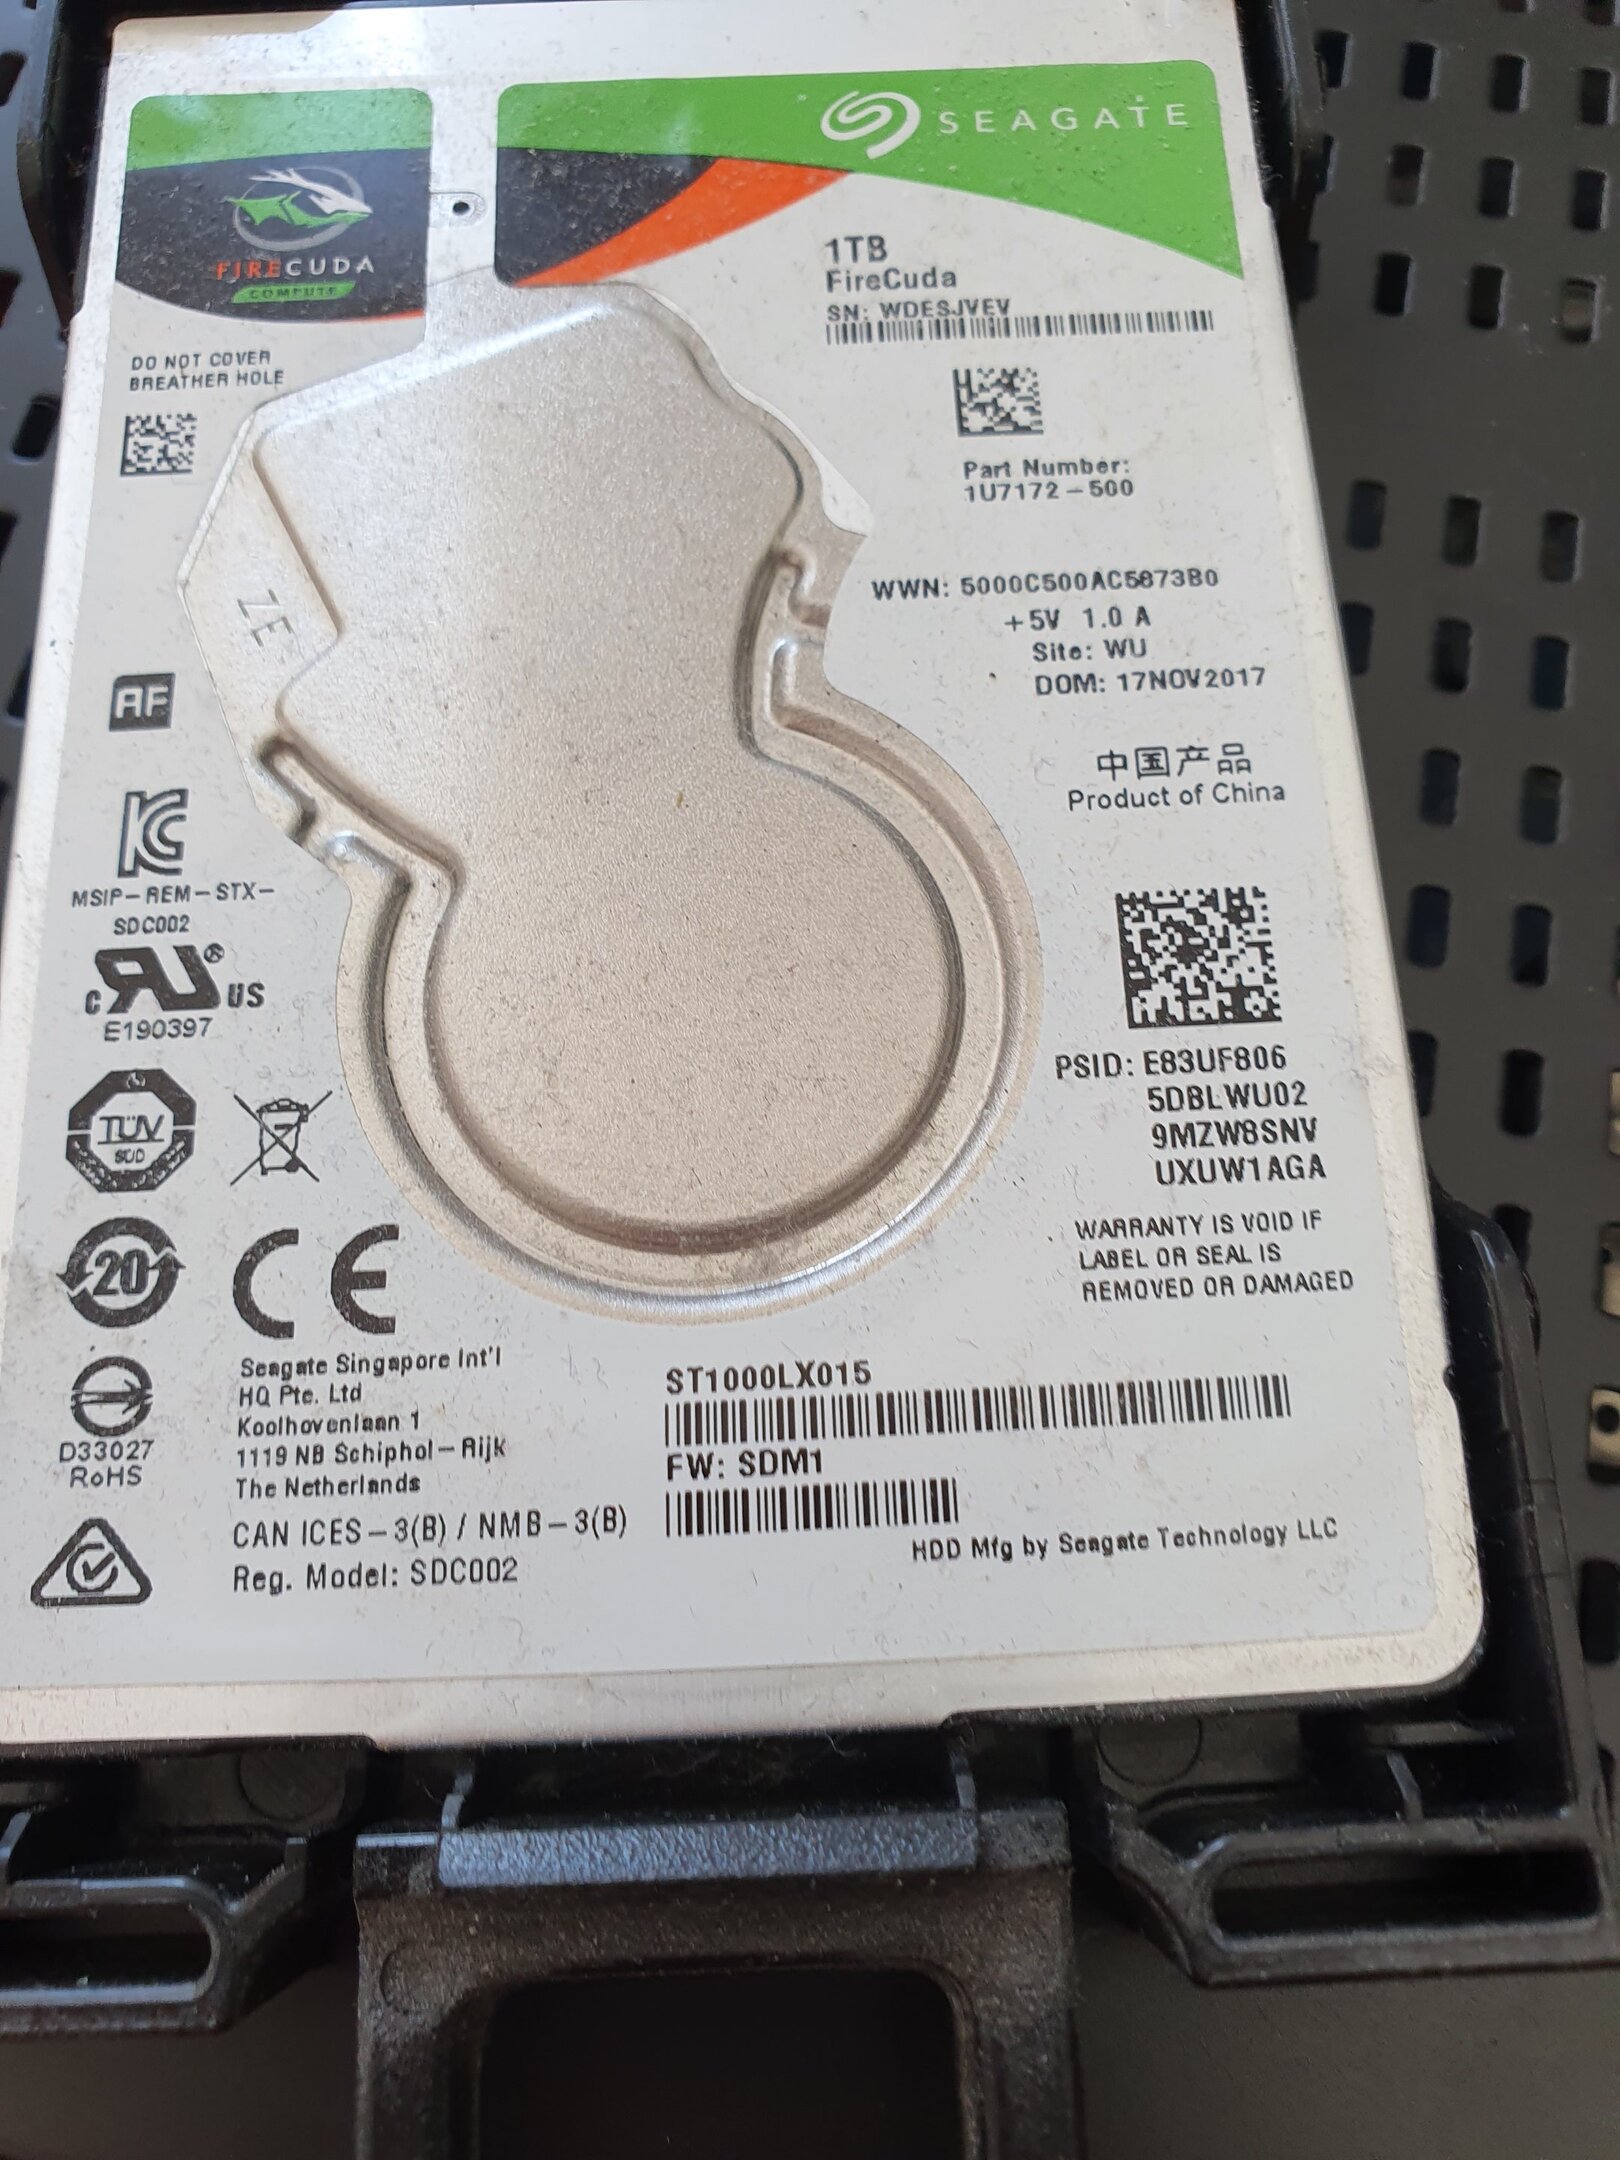 SEAGATE
FIRECUDA
COMPUTE
1TB
FireCuda
SN: WDESJVEV
DO NOT COVER
BREATHER HOLE
Part Number:
1U7172-500
ZE
WWN: 5000C500AC5873B0
+5V 1.0 A
Site: WU
DOM: 17NOV2017
AF
中国产品
Product of China
MSIP-REM-STX-
SDC002
c RU ® US
E190397
TÜV
SÜD
PSID: E83UF806
5DBLWU02
9MZW8SNV
UXUW1AGA
WARRANTY IS VOID IF
LABEL OR SEAL IS
REMOVED OR DAMAGED
20
CE
Seagate Singapore Int'l
HQ Pte. Ltd
Koolhovenlaan 1
1119 NB Schiphol-Rijk
The Netherlands
D33027
RoHS
ST1000LX015
FW: SDM1
CAN ICES-3(B) / NMB-3(B)
Reg. Model: SDC002
HDD Mfg by Seagate Technology LLC